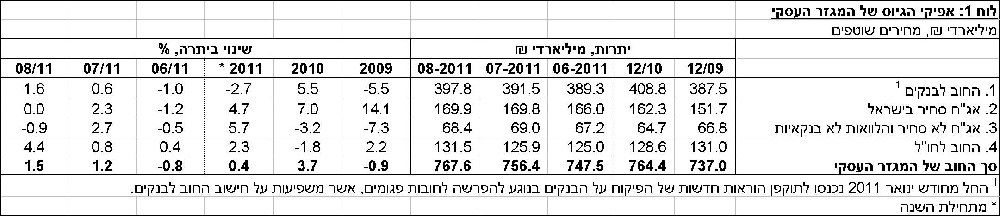 לוח 1: אפיקי הגיוס של המגזר העסקי
מיליארדי ₪, מחירים שוטפים
יתרות, מיליארדי ₪ שינוי ביתרה, %
12/09 12/10 06-2011 07-2011 08-2011 2009 2010 2011 * 06/11 07/11 08/11
1. החוב לבנקים 1 387.5 408.8 389.3 391.5 397.8 -5.5 5.5 -2.7 -1.0 0.6 1.6
2. אג"ח סחיר בישראל 151.7 162.3 166.0 169.8 169.9 14.1 7.0 4.7 -1.2 2.3 0.0
3. אג"ח לא סחיר והלוואות לא בנקאיות 66.8 64.7 67.2 69.0 68.4 -7.3 -3.2 5.7 -0.5 2.7 -0.9
4. החוב לחו"ל 131.0 128.6 125.0 125.9 131.5 2.2 -1.8 2.3 0.4 0.8 4.4
סך החוב של המגזר העסקי 737.0 764.4 747.5 756.4 767.6 -0.9 3.7 0.4 -0.8 1.2 1.5
1 החל מחודש ינואר 2011 נכנסו לתוקפן הוראות חדשות של הפיקוח על הבנקים בנוגע להפרשה לחובות פגומים, אשר משפיעות על חישוב החוב לבנקים.
* מתחילת השנה